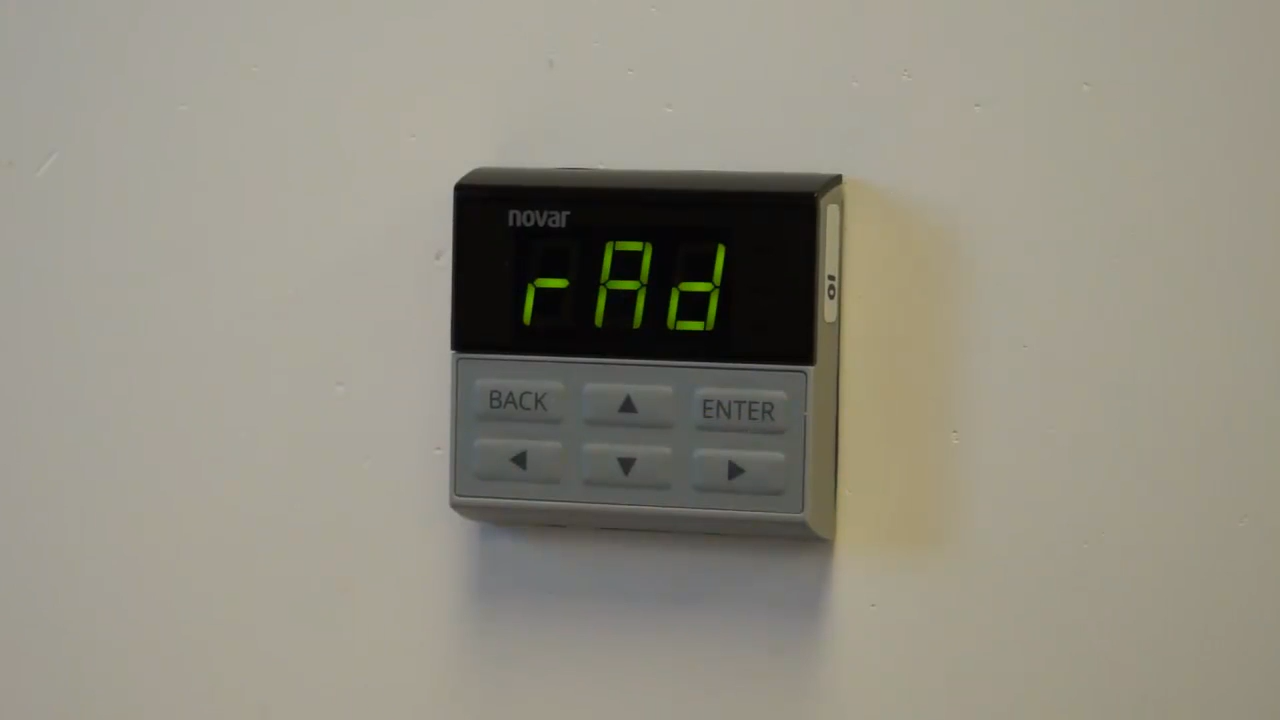 novar
rAd
BACK ▲ ENTER
◀ ▼ ▶